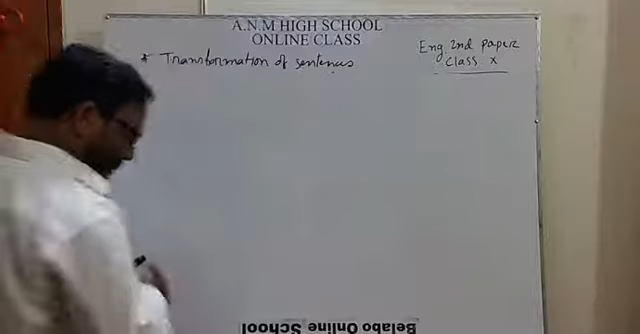 A.N.M HIGH SCHOOL
ONLINE CLASS
Eng. 2nd paper
Class X
* Transformation of sentences
Belabo Online School